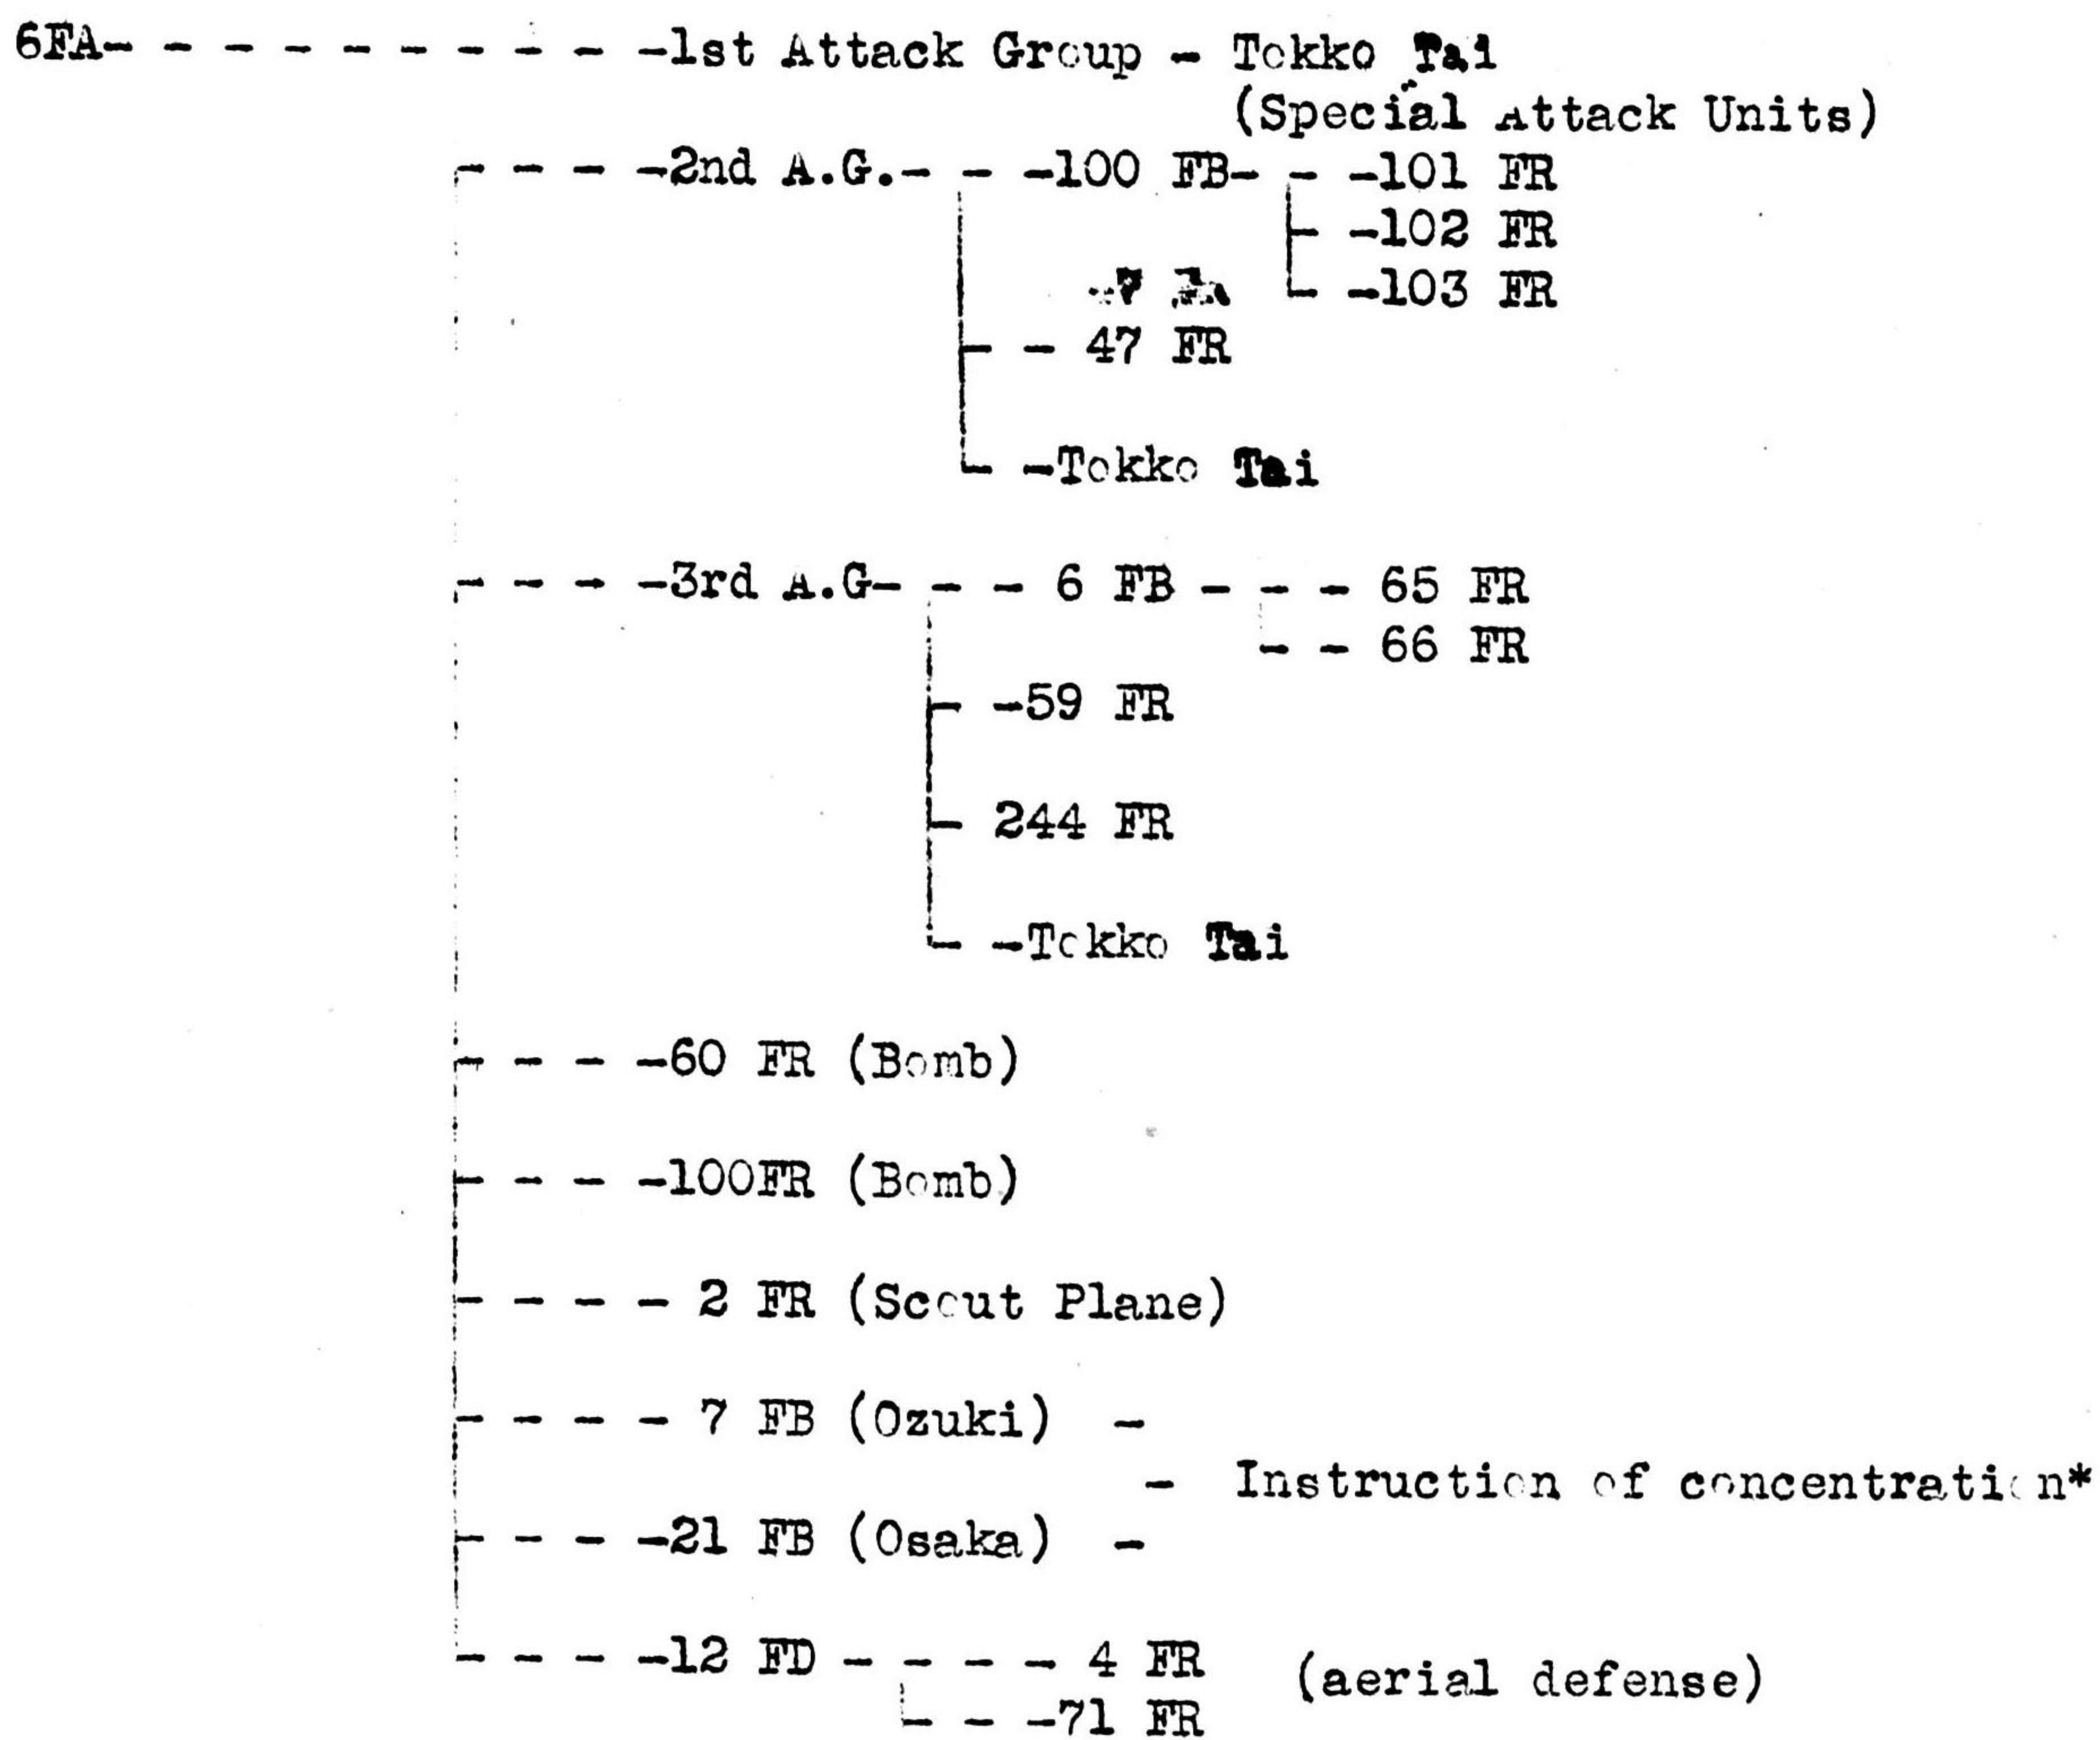 6FA- - - - - - - - - -1st Attack Group - Tokko Tai
(Special Attack Units)
- - - -2nd A.G.- - -100 FB- - -101 FR
- -102 FR
- -103 FR
- - 47 FR
- -Tokko Tai
- - - -3rd A.G- - - 6 FB - - - 65 FR
- - 66 FR
- -59 FR
- 244 FR
- -Tokko Tai
- - - -60 FR (Bomb)
- - - -100FR (Bomb)
- - - - 2 FR (Scout Plane)
- - - - 7 FB (Ozuki) -
- Instruction of concentration*
- - - -21 FB (Osaka) -
- - - -12 FD - - - - 4 FR (aerial defense)
- - -71 FR